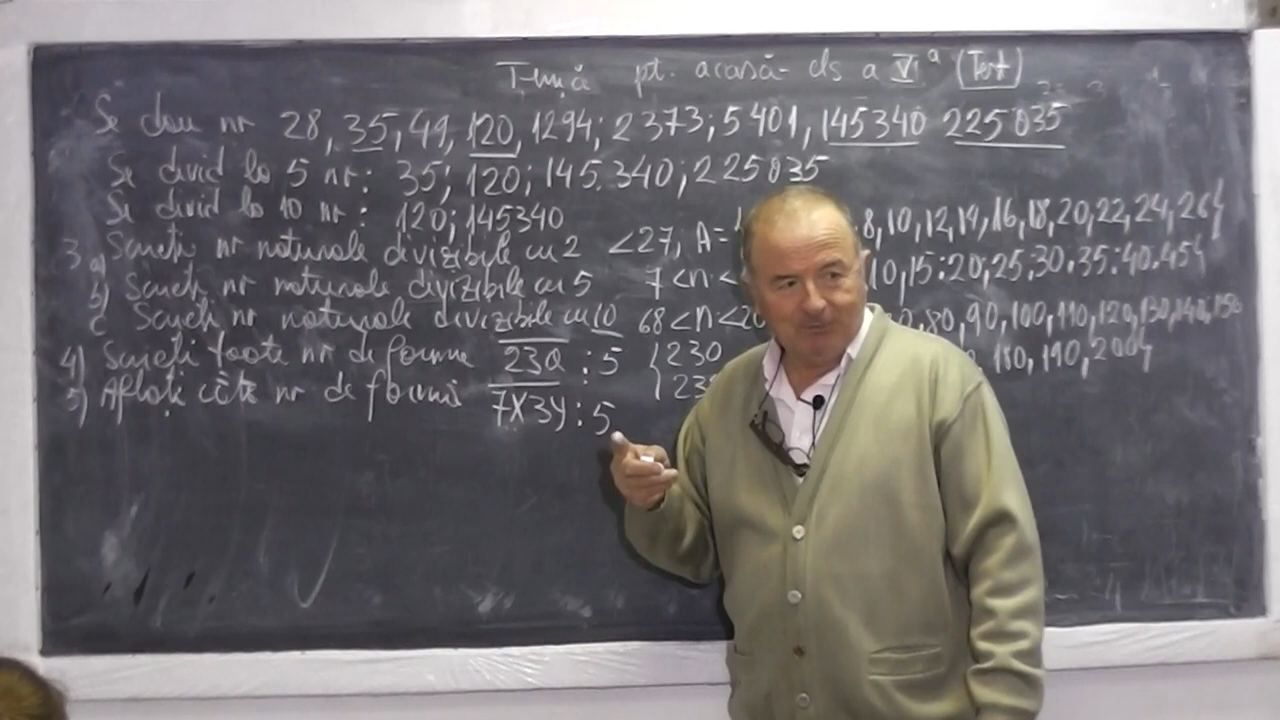 Temă pt. acasă - cls a VI a (Test)
Se dau nr 28, 35, 49, 120, 1294; 2373; 5401, 145340 225035
Se divid la 5 nr: 35; 120; 145.340; 225035
Se divid la 10 nr: 120; 145340
3. a) Scrieți nr naturale divizibile cu 2 <27, A= 8, 10, 12, 14, 16, 18, 20, 22, 24, 26}
b) Scrieți nr naturale divizibile cu 5 7<n< 10, 15; 20; 25, 30, 35; 40, 45}
c Scrieți nr naturale divizibile cu 10 68<n<20 80, 90, 100, 110, 120, 130, 140, 150
180, 190, 200}
4) Scrieți toate nr de forma 23a : 5 {230
23
5) Aflați câte nr de forma 7x3y : 5